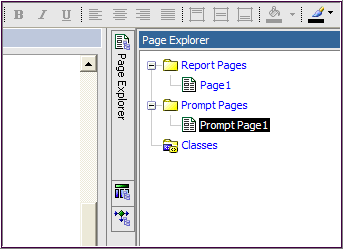 B I U
Page Explorer
Page Explorer
Report Pages
Page1
Prompt Pages
Prompt Page1
Classes